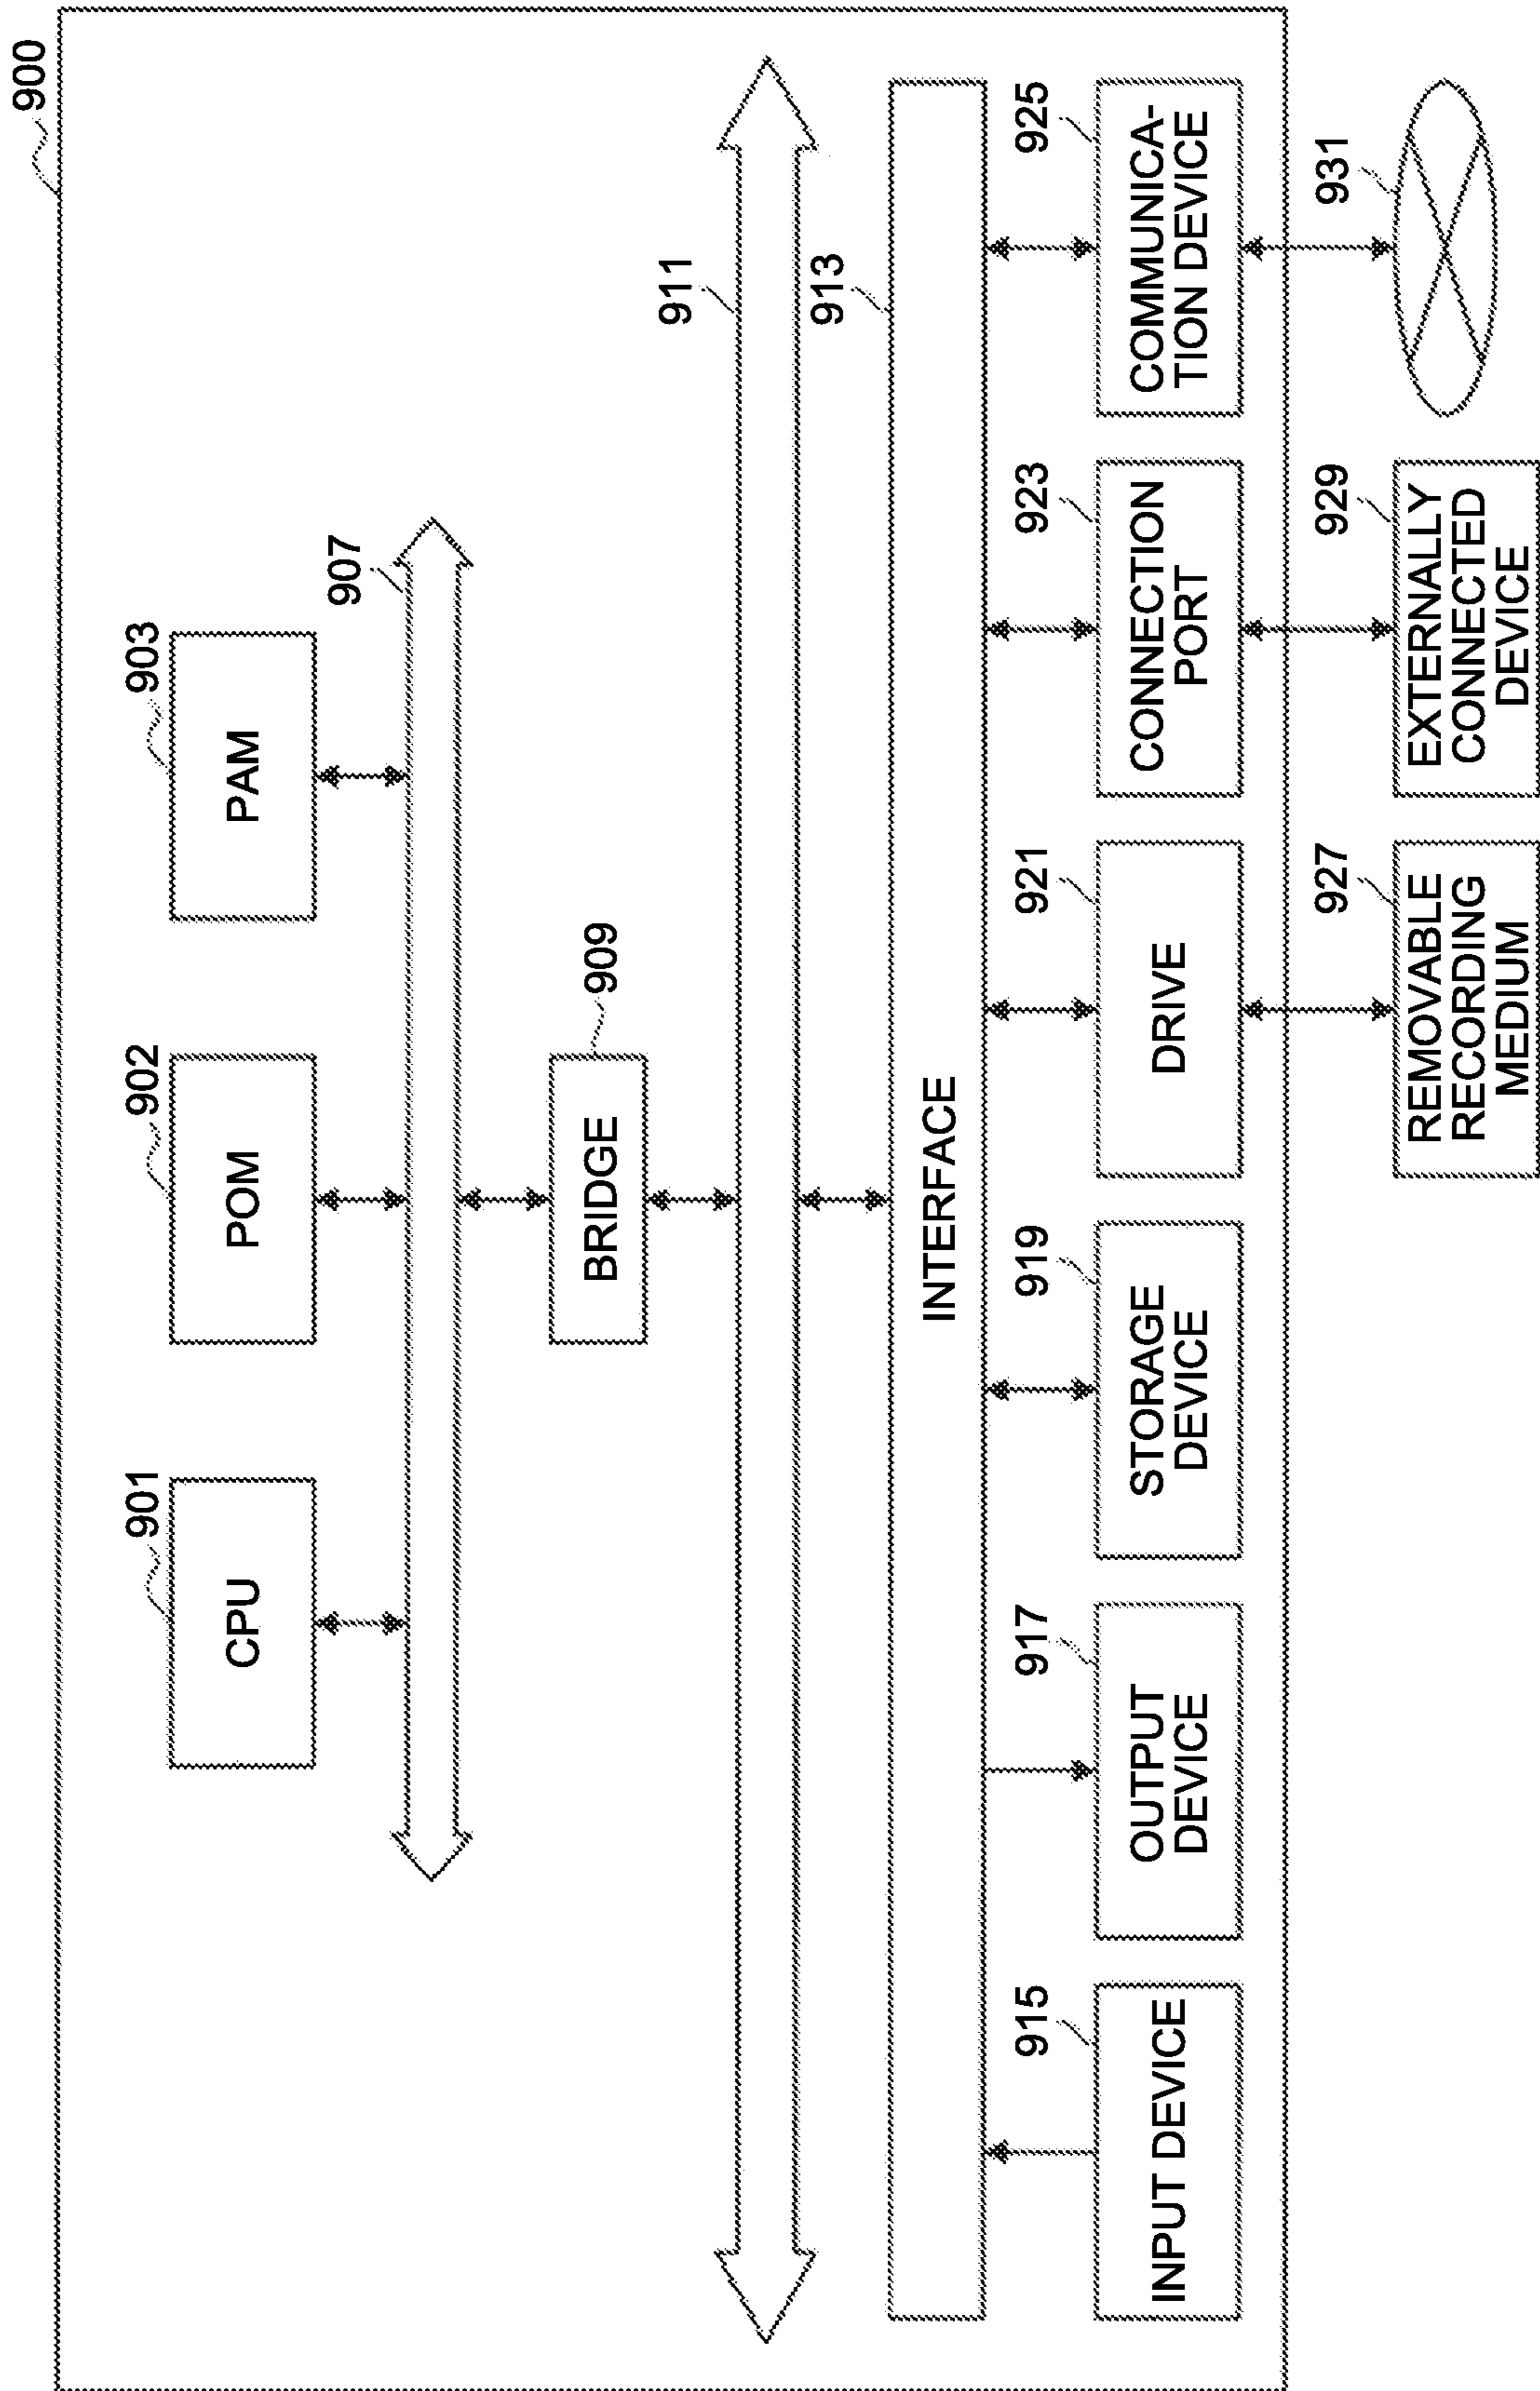 900
901
CPU
902
POM
903
PAM
907
909
BRIDGE
911
913
INTERFACE
915
INPUT DEVICE
917
OUTPUT
DEVICE
919
STORAGE
DEVICE
921
DRIVE
923
CONNECTION
PORT
925
COMMUNICA-
TION DEVICE
927
REMOVABLE
RECORDING
MEDIUM
929
EXTERNALLY
CONNECTED
DEVICE
931